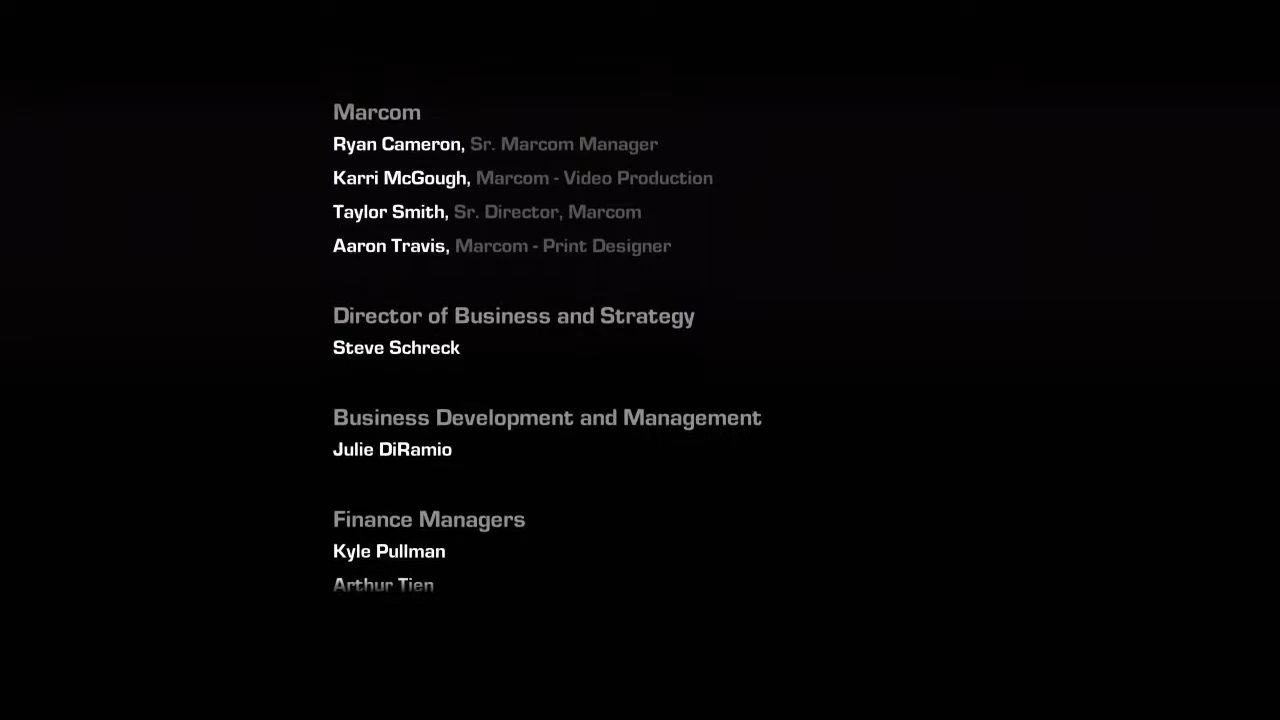 Marcom
Ryan Cameron, Sr. Marcom Manager
Karri McGough, Marcom - Video Production
Taylor Smith, Sr. Director, Marcom
Aaron Travis, Marcom - Print Designer
Director of Business and Strategy
Steve Schreck
Business Development and Management
Julie DiRamio
Finance Managers
Kyle Pullman
Arthur Tien